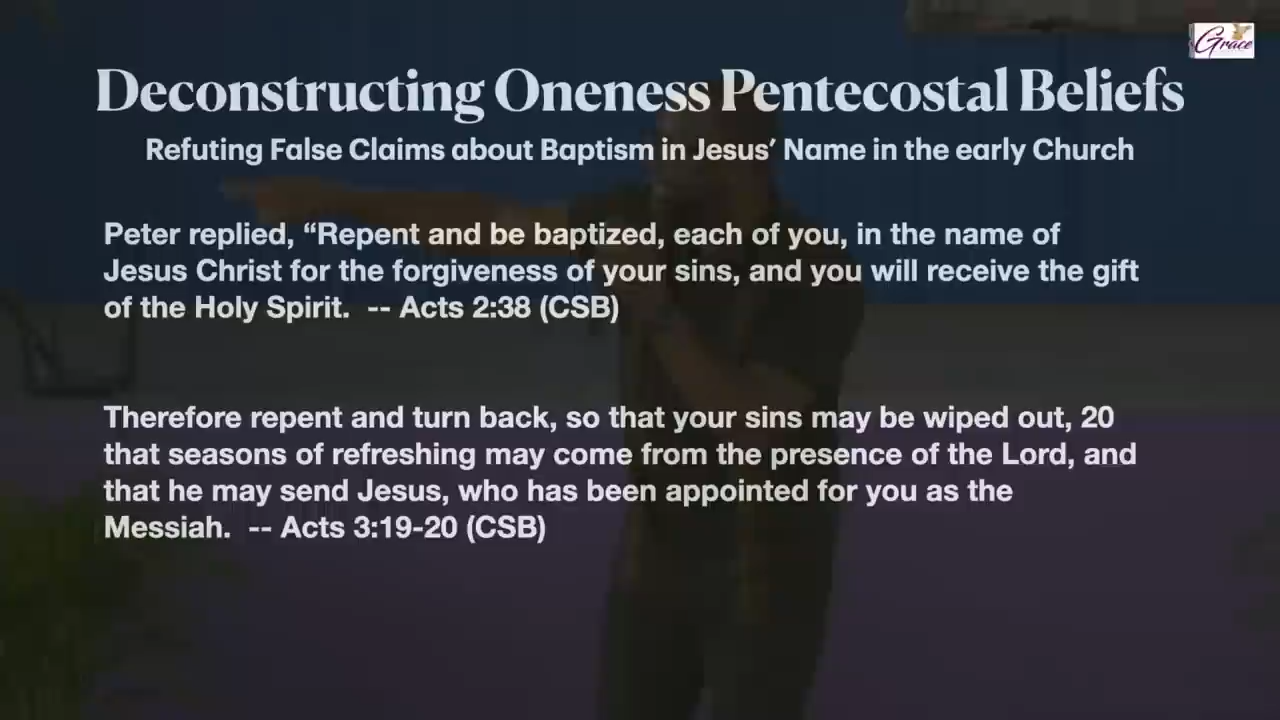 Grace
Deconstructing Oneness Pentecostal Beliefs
Refuting False Claims about Baptism in Jesus’ Name in the early Church
Peter replied, “Repent and be baptized, each of you, in the name of
Jesus Christ for the forgiveness of your sins, and you will receive the gift
of the Holy Spirit.  -- Acts 2:38 (CSB)
Therefore repent and turn back, so that your sins may be wiped out, 20
that seasons of refreshing may come from the presence of the Lord, and
that he may send Jesus, who has been appointed for you as the
Messiah.  -- Acts 3:19-20 (CSB)